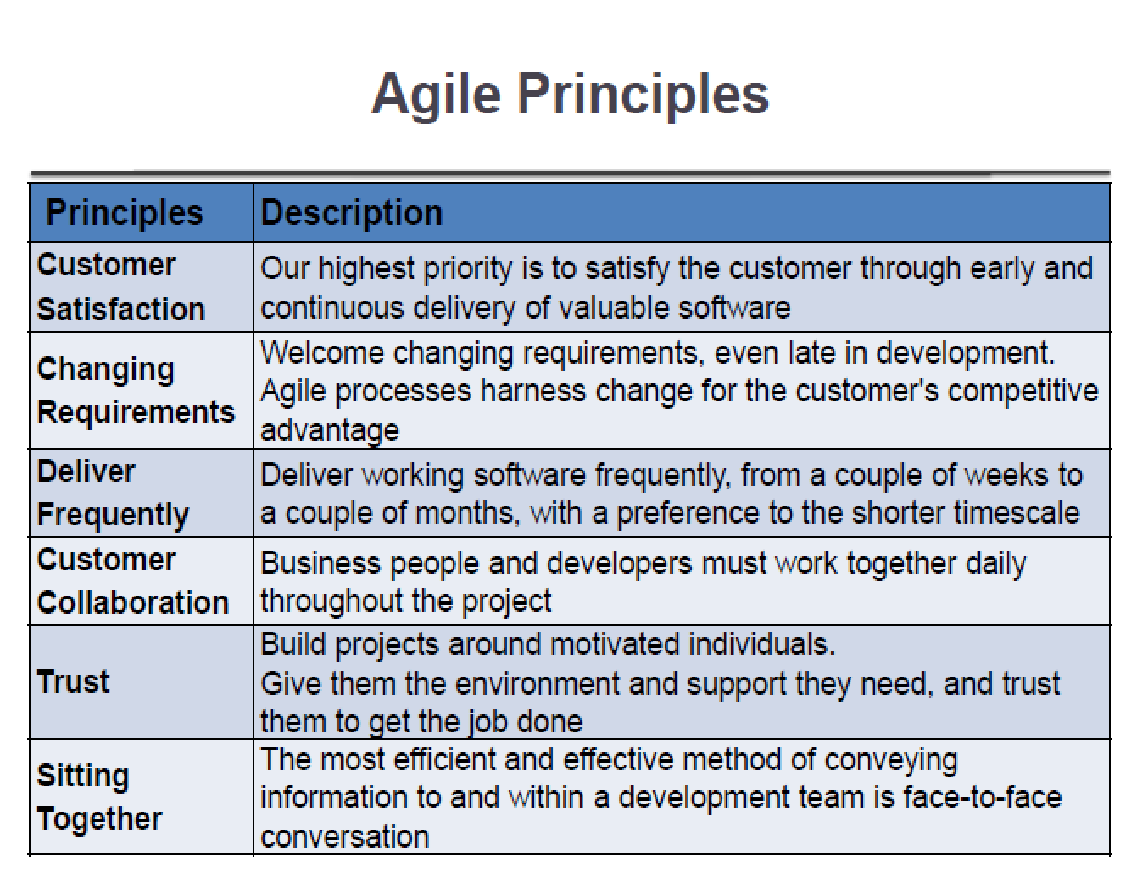 Agile Principles
Principles
Description
Customer
Satisfaction
Our highest priority is to satisfy the customer through early and
continuous delivery of valuable software
Changing
Requirements
Welcome changing requirements, even late in development.
Agile processes harness change for the customer's competitive
advantage
Deliver
Frequently
Deliver working software frequently, from a couple of weeks to
a couple of months, with a preference to the shorter timescale
Customer
Collaboration
Business people and developers must work together daily
throughout the project
Trust
Build projects around motivated individuals.
Give them the environment and support they need, and trust
them to get the job done
Sitting
Together
The most efficient and effective method of conveying
information to and within a development team is face-to-face
conversation